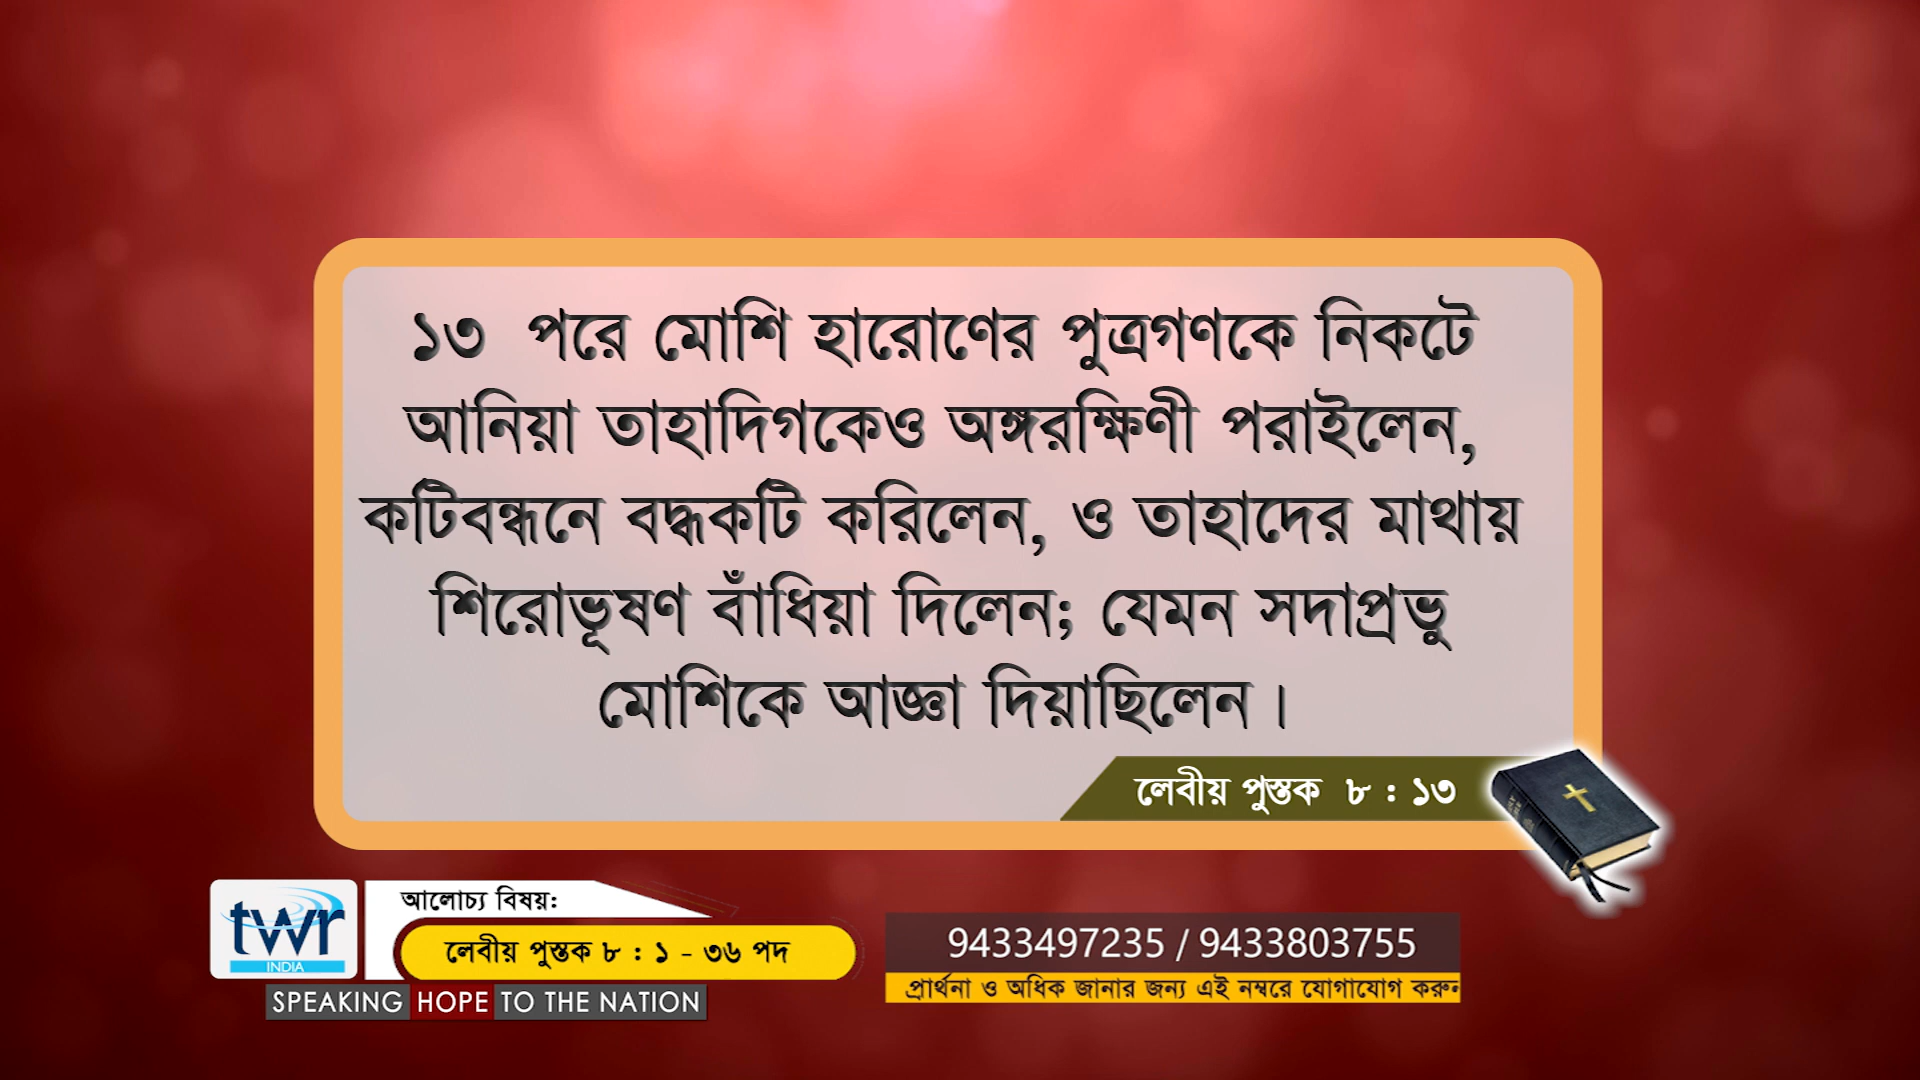 ১৩ পরে মোশি হারোণের পুত্রগণকে নিকটে
আনিয়া তাহাদিগকেও অঙ্গরক্ষিণী পরাইলেন,
কটিবন্ধনে বদ্ধকটি করিলেন, ও তাহাদের মাথায়
শিরোভূষণ বাঁধিয়া দিলেন; যেমন সদাপ্রভু
মোশিকে আজ্ঞা দিয়াছিলেন।
লেবীয় পুস্তক ৮ : ১৩
twr
INDIA
আলোচ্য বিষয়:
লেবীয় পুস্তক ৮ : ১ - ৩৬ পদ
SPEAKING HOPE TO THE NATION
9433497235 / 9433803755
প্রার্থনা ও অধিক জানার জন্য এই নম্বরে যোগাযোগ